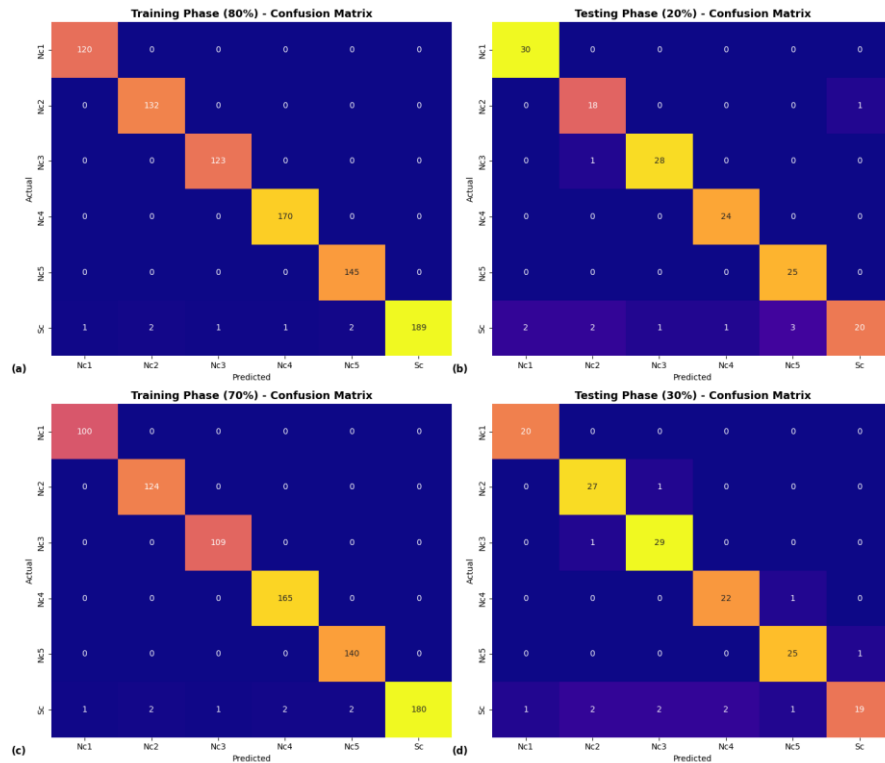 Training Phase (80%) - Confusion Matrix
Nc1 120 0 0 0 0 0
Nc2 0 132 0 0 0 0
Nc3 0 0 123 0 0 0
Actual
Nc4 0 0 0 170 0 0
Nc5 0 0 0 0 145 0
Sc 1 2 1 1 2 189
(a)
Nc1 Nc2 Nc3 Nc4 Nc5 Sc
Predicted
Testing Phase (20%) - Confusion Matrix
Nc1 30 0 0 0 0 0
Nc2 0 18 0 0 0 1
Nc3 0 1 28 0 0 0
Actual
Nc4 0 0 0 24 0 0
Nc5 0 0 0 0 25 0
Sc 2 2 1 1 3 20
(b)
Nc1 Nc2 Nc3 Nc4 Nc5 Sc
Predicted
Training Phase (70%) - Confusion Matrix
Nc1 100 0 0 0 0 0
Nc2 0 124 0 0 0 0
Nc3 0 0 109 0 0 0
Actual
Nc4 0 0 0 165 0 0
Nc5 0 0 0 0 140 0
Sc 1 2 1 2 2 180
(c)
Nc1 Nc2 Nc3 Nc4 Nc5 Sc
Predicted
Testing Phase (30%) - Confusion Matrix
Nc1 20 0 0 0 0 0
Nc2 0 27 1 0 0 0
Nc3 0 1 29 0 0 0
Actual
Nc4 0 0 0 22 1 0
Nc5 0 0 0 0 25 1
Sc 1 2 2 2 1 19
(d)
Nc1 Nc2 Nc3 Nc4 Nc5 Sc
Predicted